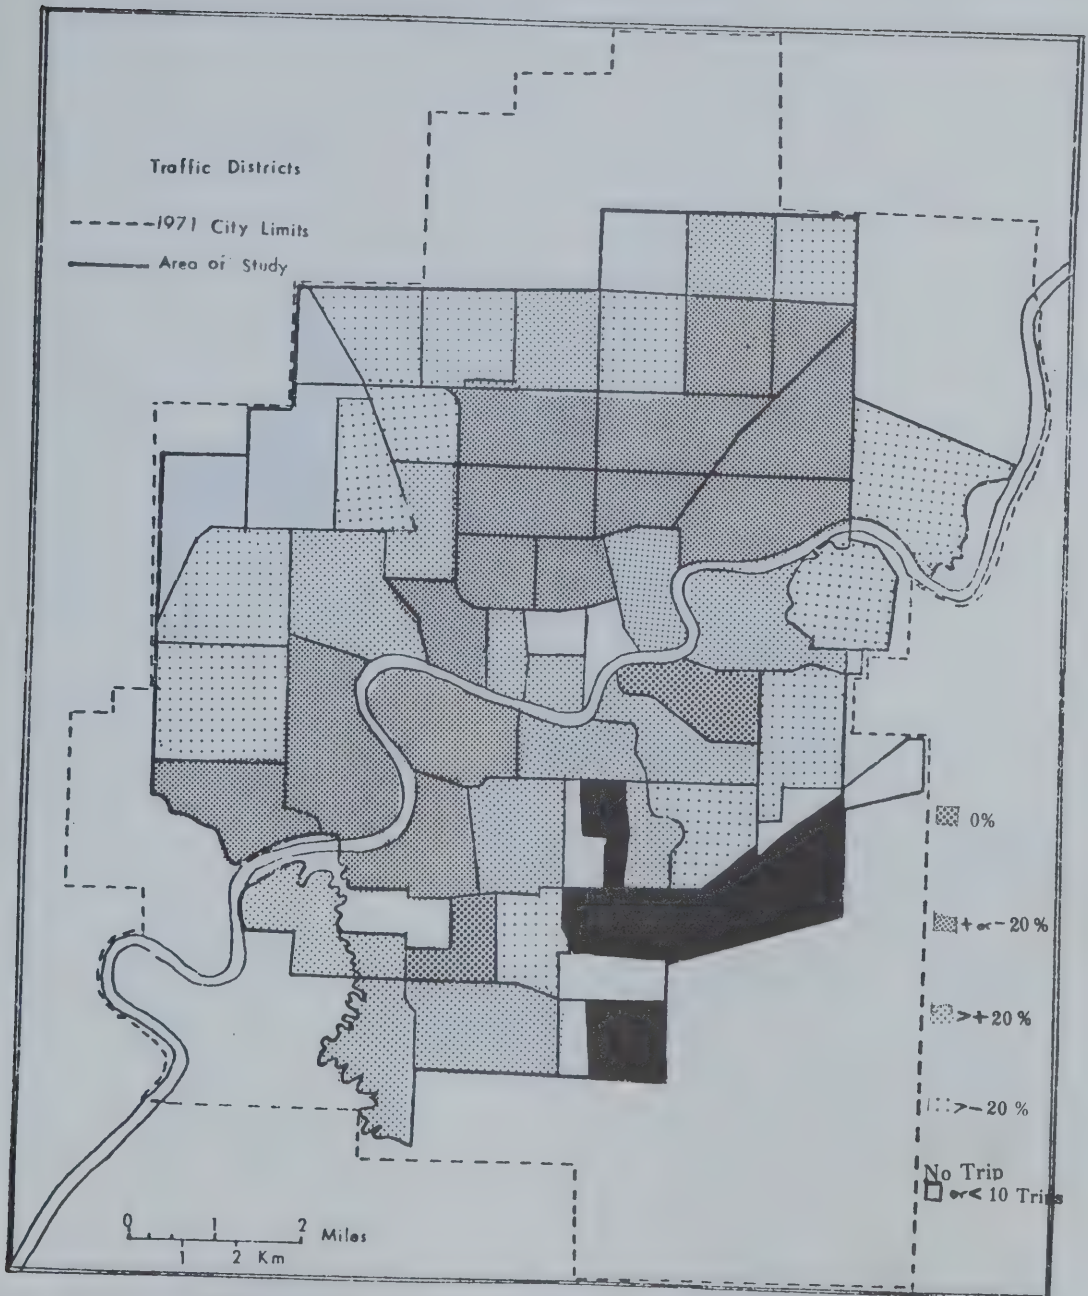 Traffic Districts
1971 City Limits
Area of Study
0%
+ or - 20 %
>+ 20 %
>- 20 %
No Trip
or < 10 Trips
0 1 2 Miles
1 2 Km